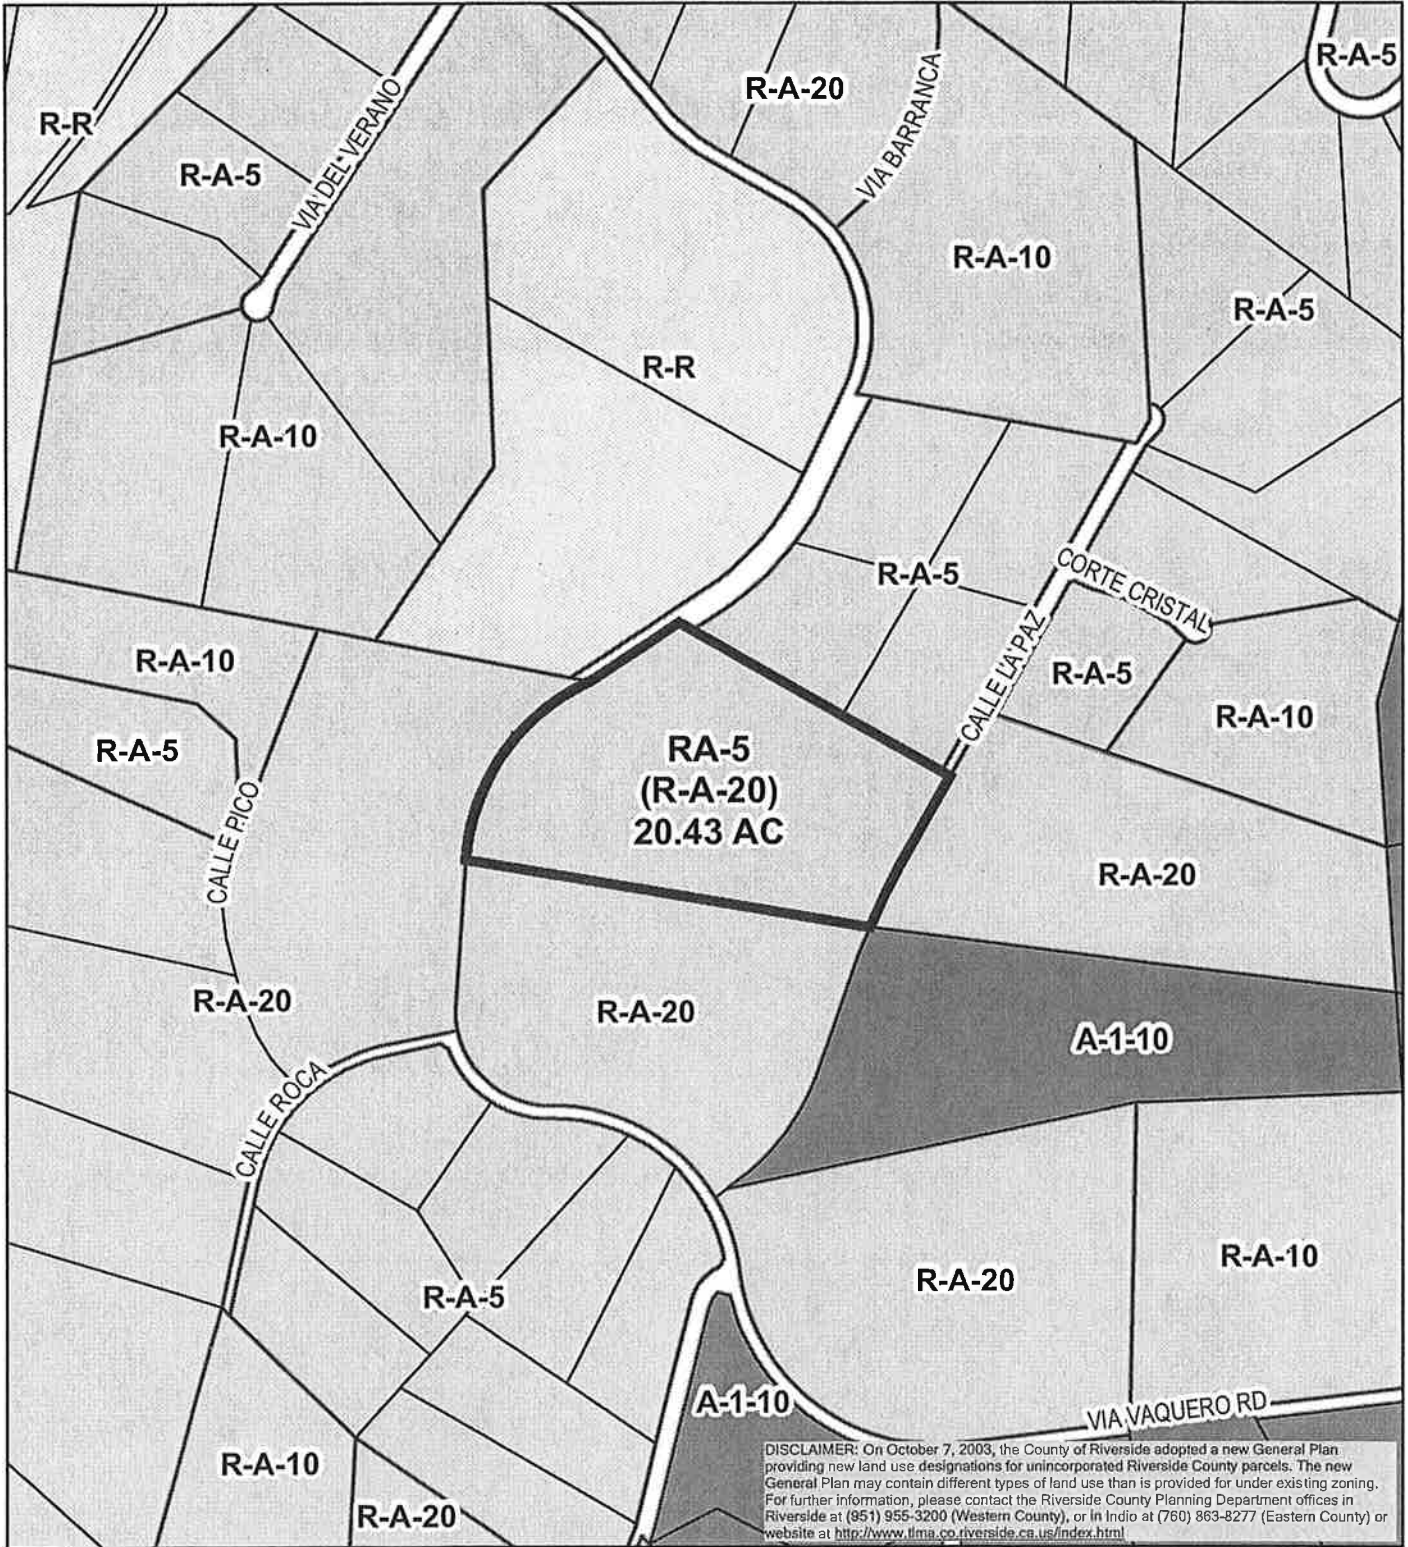 R-A-5
R-A-20
R-R
VIA DEL VERANO
VIA BARRANCA
R-A-5
R-A-10
R-A-5
R-R
R-A-10
R-A-5
CORTE CRISTAL
CALLE LA PAZ
R-A-10
R-A-5
R-A-10
R-A-5
RA-5
(R-A-20)
20.43 AC
CALLE PICO
R-A-20
R-A-20
R-A-20
A-1-10
CALLE ROCA
R-A-10
R-A-20
R-A-5
A-1-10
VIA VAQUERO RD
R-A-10
R-A-20
DISCLAIMER: On October 7, 2003, the County of Riverside adopted a new General Plan
providing new land use designations for unincorporated Riverside County parcels. The new
General Plan may contain different types of land use than is provided for under existing zoning.
For further information, please contact the Riverside County Planning Department offices in
Riverside at (951) 955-3200 (Western County), or in Indio at (760) 863-8277 (Eastern County) or
website at http://www.tlma.co.riverside.ca.us/index.html